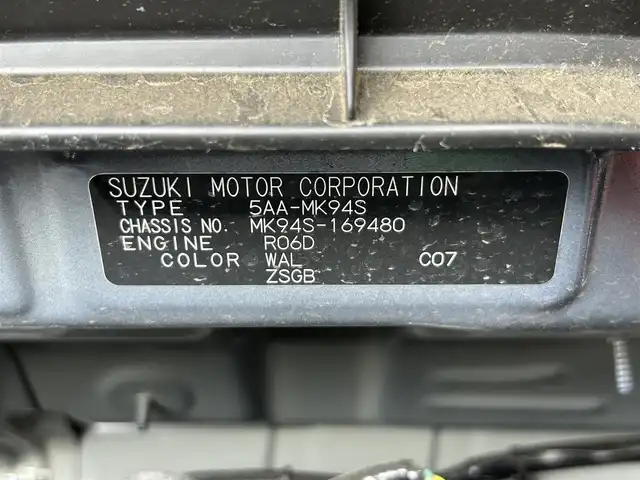 SUZUKI MOTOR CORPORATION
TYPE 5AA-MK94S
CHASSIS NO. MK94S-169480
ENGINE R06D
COLOR WAL C07
ZSGB